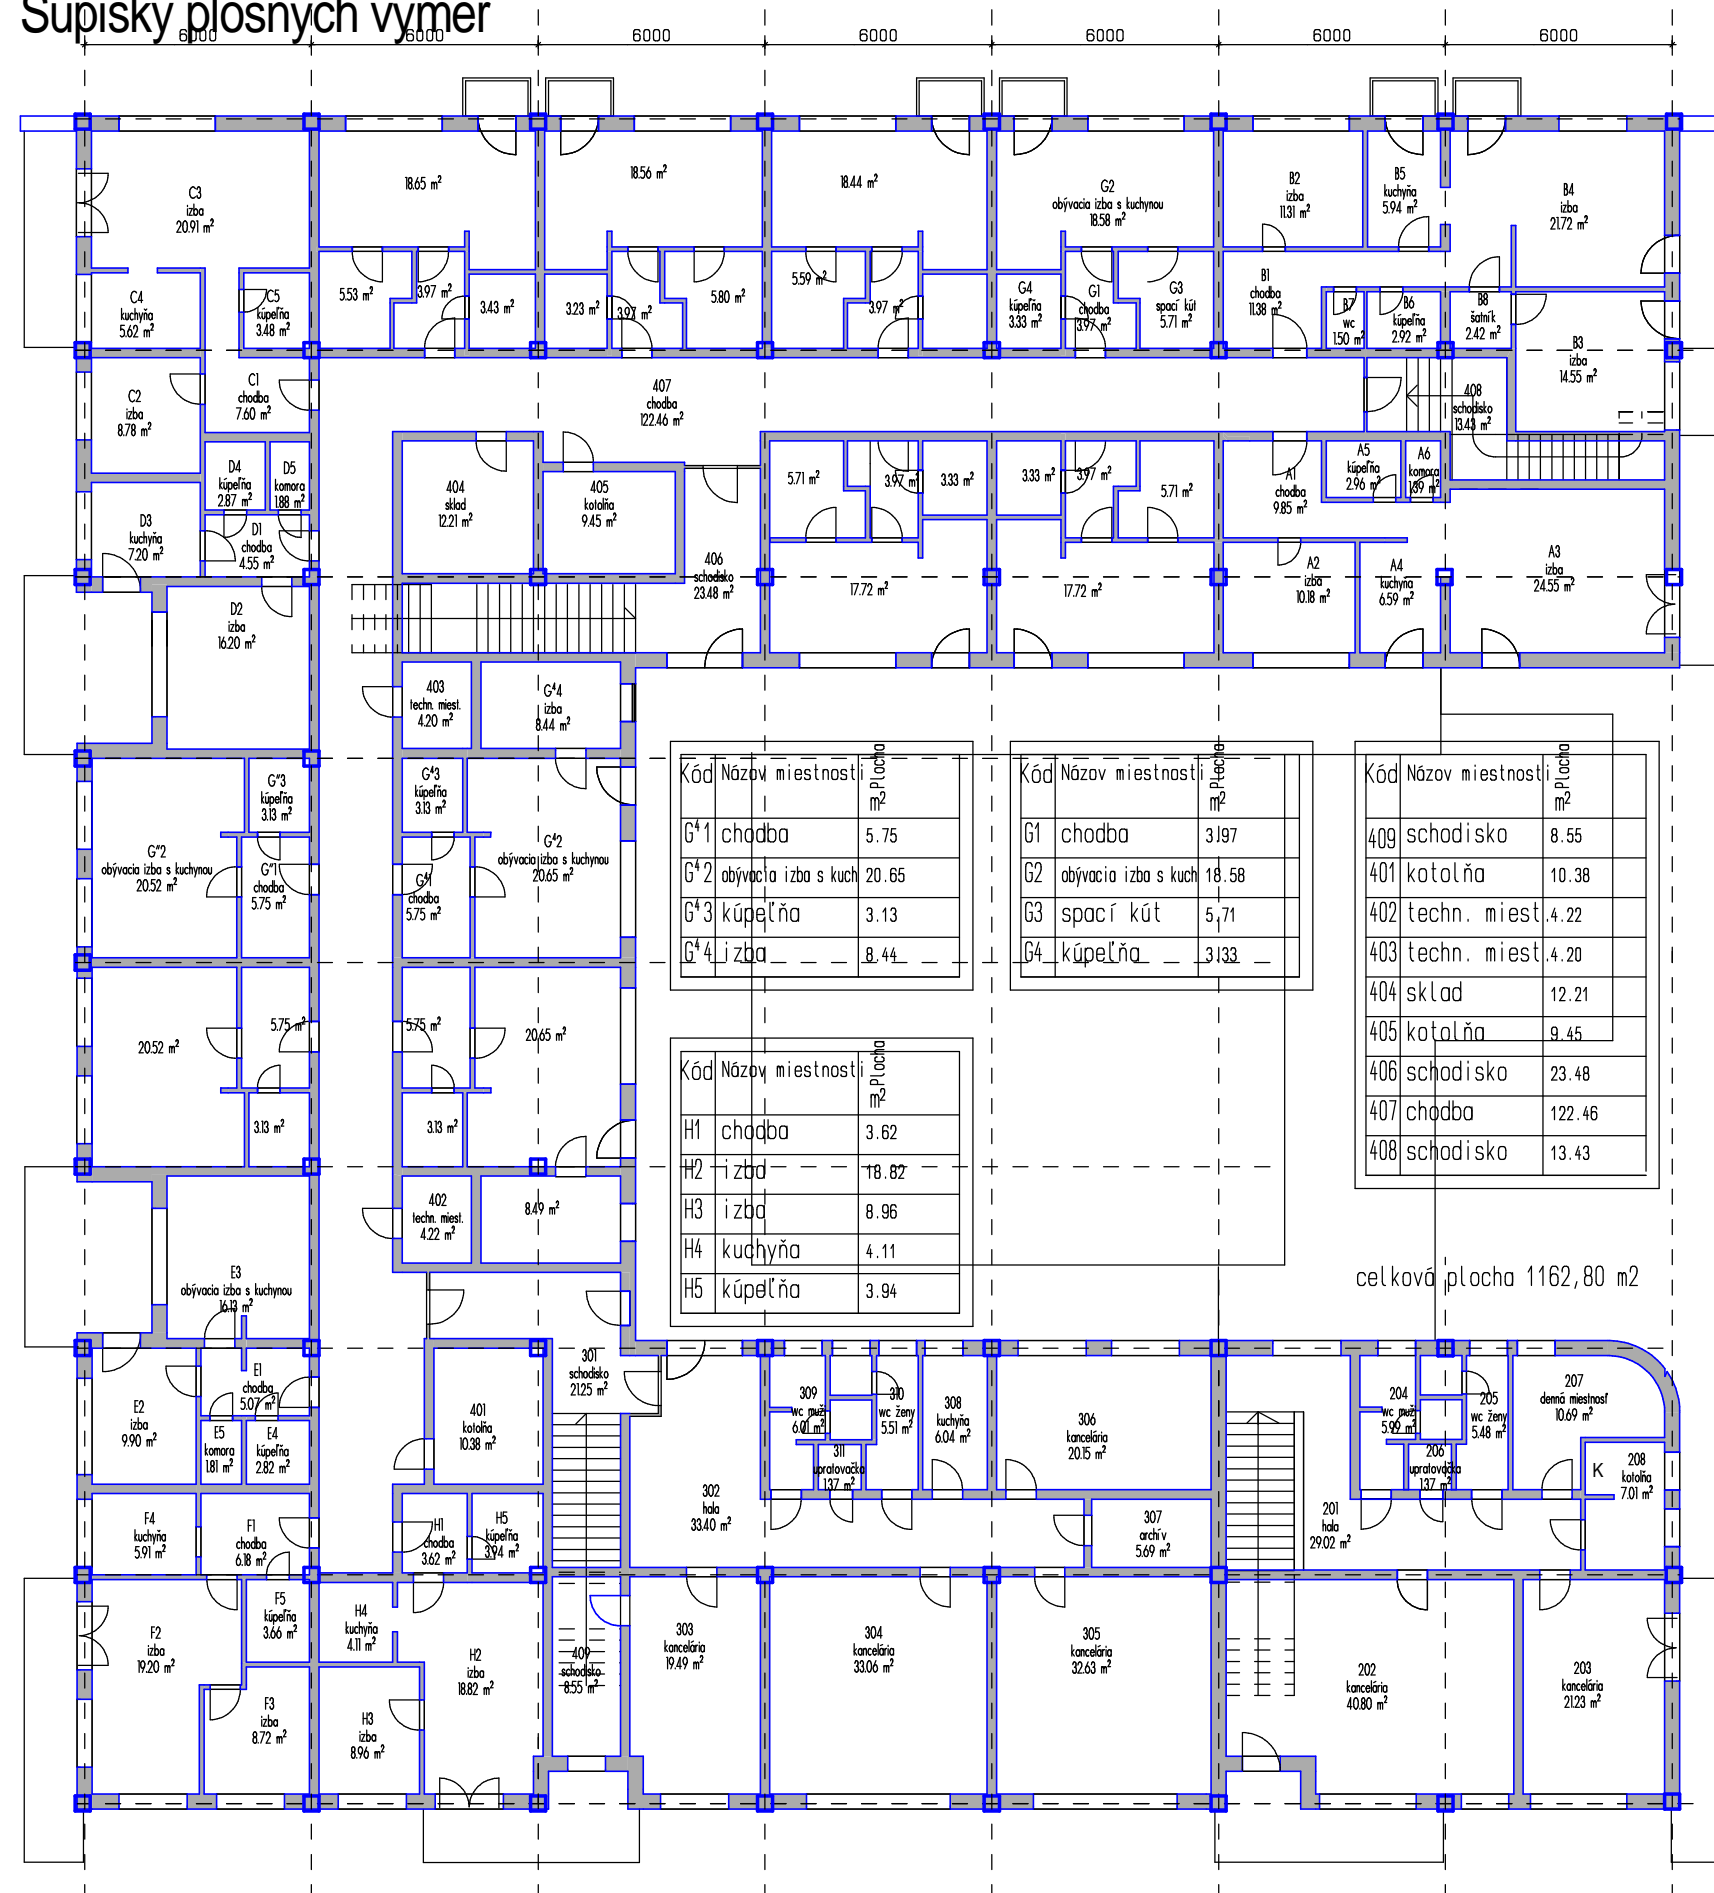 Súpisky plošných výmer
6000 6000 6000 6000 6000 6000 6000
C3
izba
20.91 m²
18.65 m²
18.56 m²
18.44 m²
G2
obývacia izba s kuchynou
18.58 m²
B2
izba
11.31 m²
B5
kuchyňa
5.94 m²
B4
izba
21.72 m²
C4
kuchyňa
5.62 m²
C5
kúpeľňa
3.48 m²
5.53 m²
3.97 m²
3.43 m²
3.23 m²
3.97 m²
5.80 m²
5.59 m²
3.97 m²
G4
kúpeľňa
3.33 m²
G1
chodba
3.97 m²
G3
spací kút
5.71 m²
B1
chodba
11.38 m²
B7
wc
1.50 m²
B6
kúpeľňa
2.92 m²
B8
šatník
2.42 m²
B3
izba
14.55 m²
C2
izba
8.78 m²
C1
chodba
7.60 m²
407
chodba
122.46 m²
408
schodisko
13.43 m²
D4
kúpeľňa
2.87 m²
D5
komora
1.88 m²
404
sklad
12.21 m²
405
kotolňa
9.45 m²
5.71 m²
3.97 m²
3.33 m²
3.33 m²
3.97 m²
5.71 m²
A1
chodba
9.85 m²
A5
kúpeľňa
2.96 m²
A6
komora
1.39 m²
D3
kuchyňa
7.20 m²
D1
chodba
4.55 m²
406
schodisko
23.48 m²
17.72 m²
17.72 m²
A2
izba
10.18 m²
A4
kuchyňa
6.59 m²
A3
izba
24.55 m²
D2
izba
16.20 m²
403
techn. miest.
4.20 m²
G⁴4
izba
8.44 m²
G"3
kúpeľňa
3.13 m²
G⁴3
kúpeľňa
3.13 m²
G"2
obývacia izba s kuchynou
20.52 m²
G"1
chodba
5.75 m²
G⁴1
chodba
5.75 m²
G⁴2
obývacia izba s kuchynou
20.65 m²
Kód Názov miestnosti Plocha m²
G⁴1 chodba 5.75
G⁴2 obývacia izba s kuch 20.65
G⁴3 kúpeľňa 3.13
G⁴4 izba 8.44
Kód Názov miestnosti Plocha m²
G1 chodba 3.97
G2 obývacia izba s kuch 18.58
G3 spací kút 5.71
G4 kúpeľňa 3.33
Kód Názov miestnosti Plocha m²
409 schodisko 8.55
401 kotolňa 10.38
402 techn. miest. 4.22
403 techn. miest. 4.20
404 sklad 12.21
405 kotolňa 9.45
406 schodisko 23.48
407 chodba 122.46
408 schodisko 13.43
20.52 m²
5.75 m²
5.75 m²
20.65 m²
3.13 m²
3.13 m²
Kód Názov miestnosti Plocha m²
H1 chodba 3.62
H2 izba 18.82
H3 izba 8.96
H4 kuchyňa 4.11
H5 kúpeľňa 3.94
402
techn. miest.
4.22 m²
8.49 m²
celková plocha 1162,80 m2
E3
obývacia izba s kuchynou
16.13 m²
E2
izba
9.90 m²
E1
chodba
5.07 m²
E5
komora
1.81 m²
E4
kúpeľňa
2.82 m²
401
kotolňa
10.38 m²
301
schodisko
21.25 m²
309
wc muži
6.01 m²
310
wc ženy
5.51 m²
311
upratovačka
1.37 m²
308
kuchyňa
6.04 m²
306
kancelária
20.15 m²
204
wc muži
5.99 m²
205
wc ženy
5.48 m²
206
upratovačka
1.37 m²
207
denná miestnosť
10.69 m²
K
208
kotolňa
7.01 m²
302
hala
33.40 m²
307
archív
5.69 m²
201
hala
29.02 m²
F4
kuchyňa
5.91 m²
F1
chodba
6.18 m²
H1
chodba
3.62 m²
H5
kúpeľňa
3.94 m²
F2
izba
19.20 m²
F5
kúpeľňa
3.66 m²
H4
kuchyňa
4.11 m²
H2
izba
18.82 m²
409
schodisko
8.55 m²
303
kancelária
19.49 m²
304
kancelária
33.06 m²
305
kancelária
32.63 m²
202
kancelária
40.80 m²
203
kancelária
21.23 m²
F3
izba
8.72 m²
H3
izba
8.96 m²